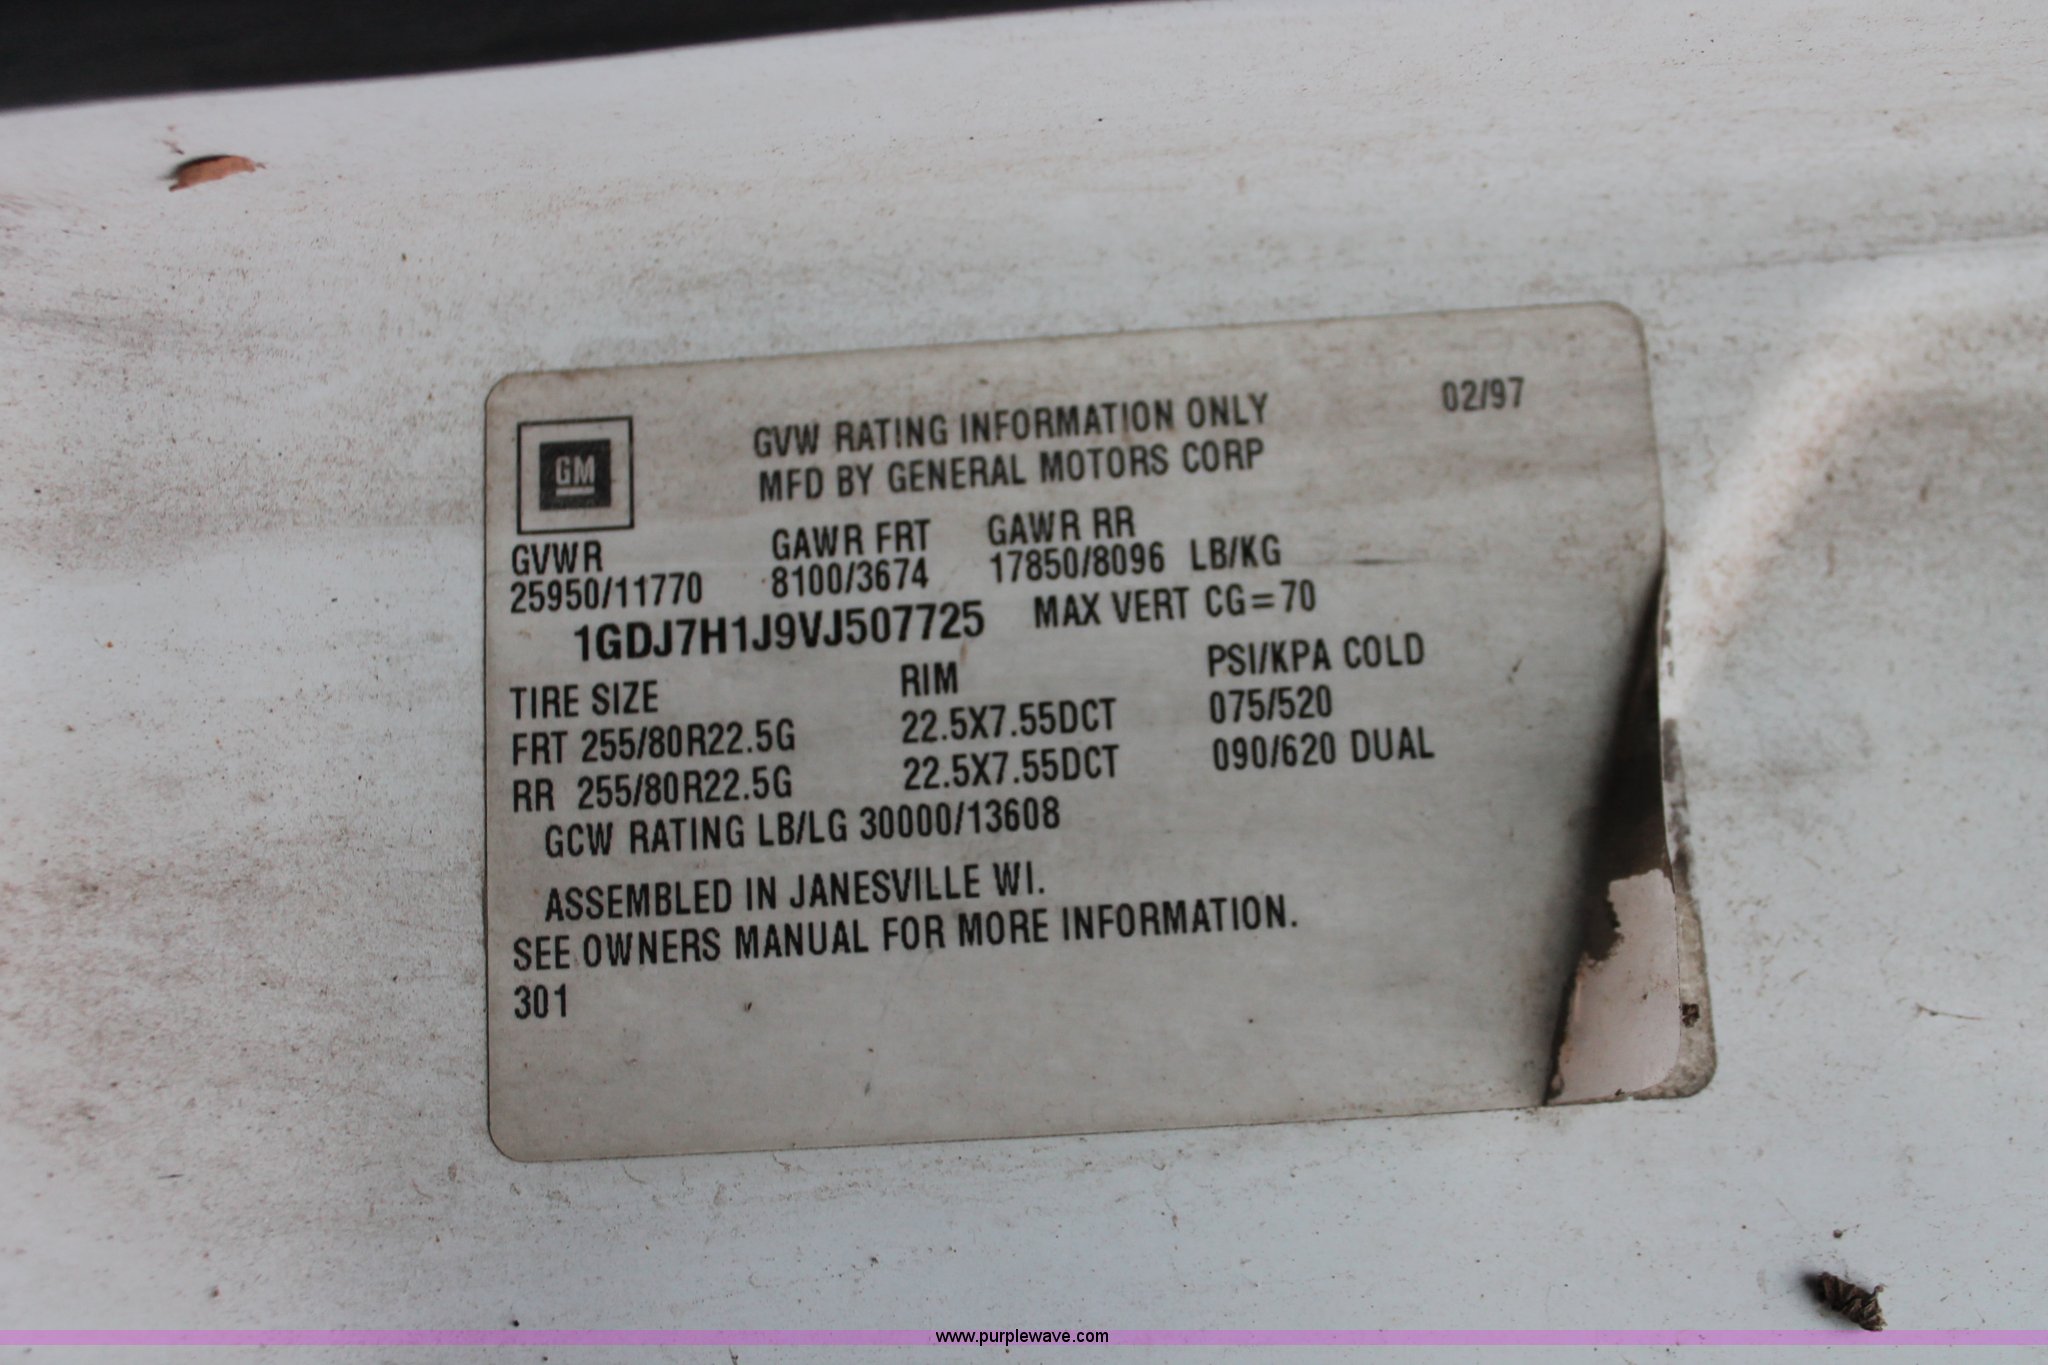 GM
GVW RATING INFORMATION ONLY 02/97
MFD BY GENERAL MOTORS CORP
GVWR GAWR FRT GAWR RR
25950/11770 8100/3674 17850/8096 LB/KG
1GDJ7H1J9VJ507725 MAX VERT CG=70
TIRE SIZE RIM PSI/KPA COLD
FRT 255/80R22.5G 22.5X7.55DCT 075/520
RR 255/80R22.5G 22.5X7.55DCT 090/620 DUAL
GCW RATING LB/LG 30000/13608
ASSEMBLED IN JANESVILLE WI.
SEE OWNERS MANUAL FOR MORE INFORMATION.
301
www.purplewave.com